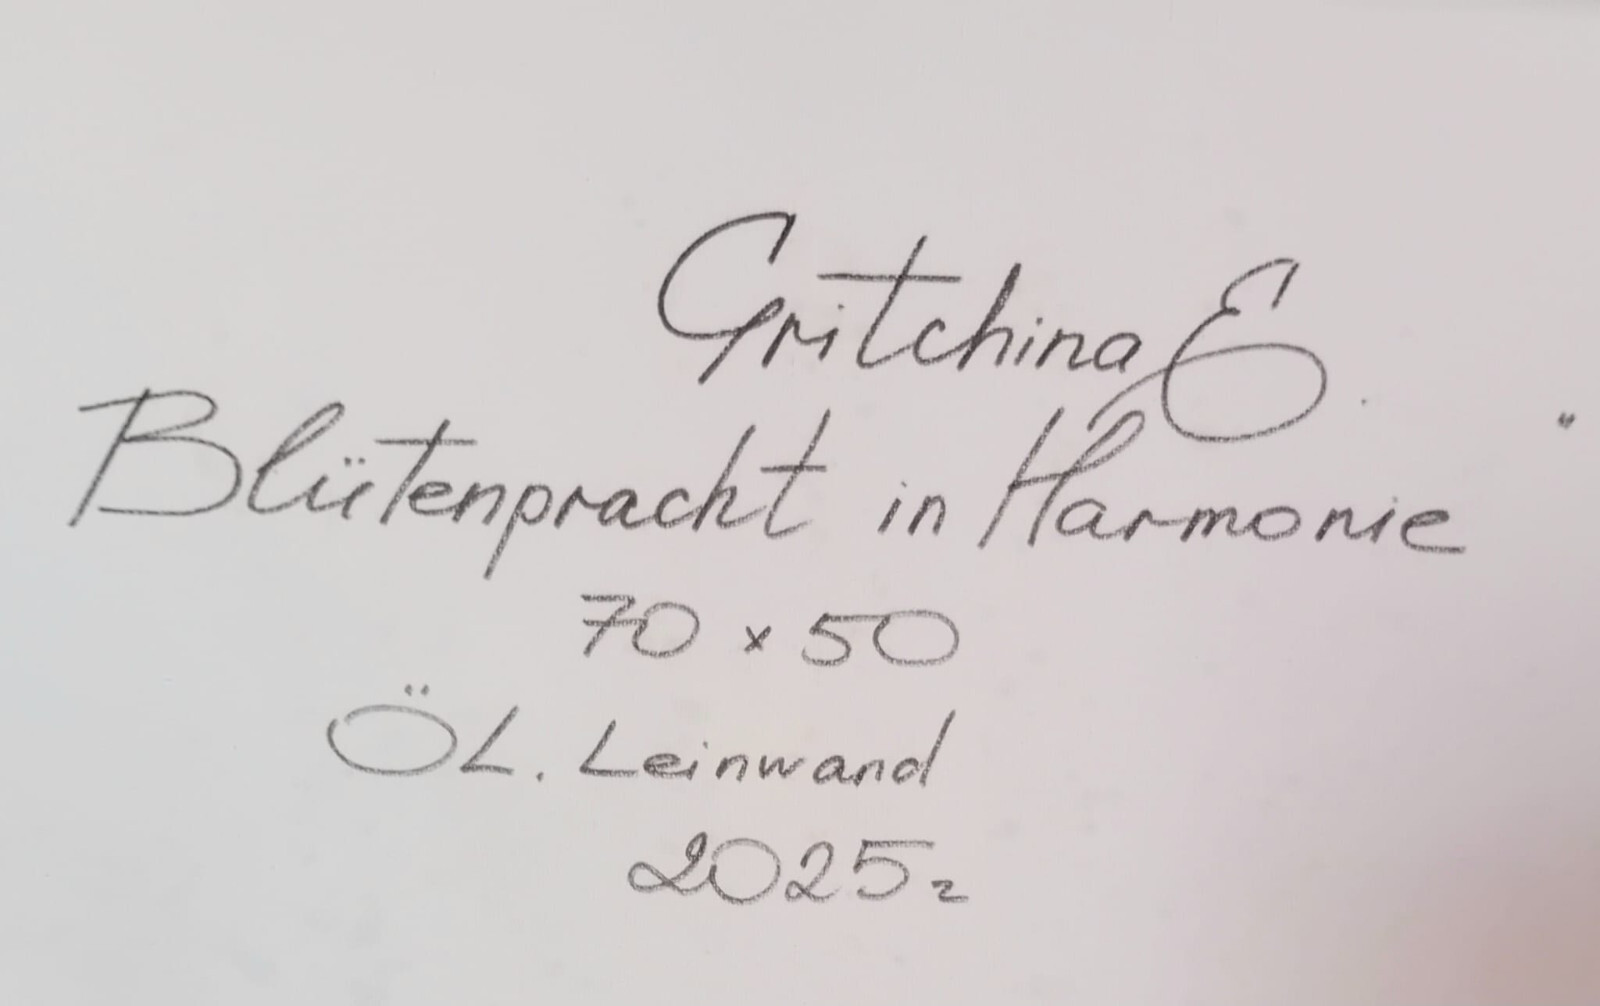 Gritchina E.
Blütenpracht in Harmonie "
70 x 50
ÖL. Leinwand
2025г